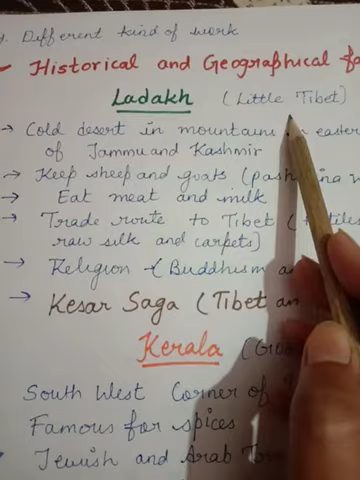 Different kind of work
Historical and Geographical
Ladakh (Little Tibet)
→ Cold desert in mountains
of Jammu and Kashmir
→ Keep sheep and goats
→ Eat meat and milk
→ Trade route to Tibet (
raw silk and carpets]
→ Religion - (Buddhism
→ Kesar Saga (Tibet an
Kerala
South West Corner of
Famous for spices
Jewish and Arab